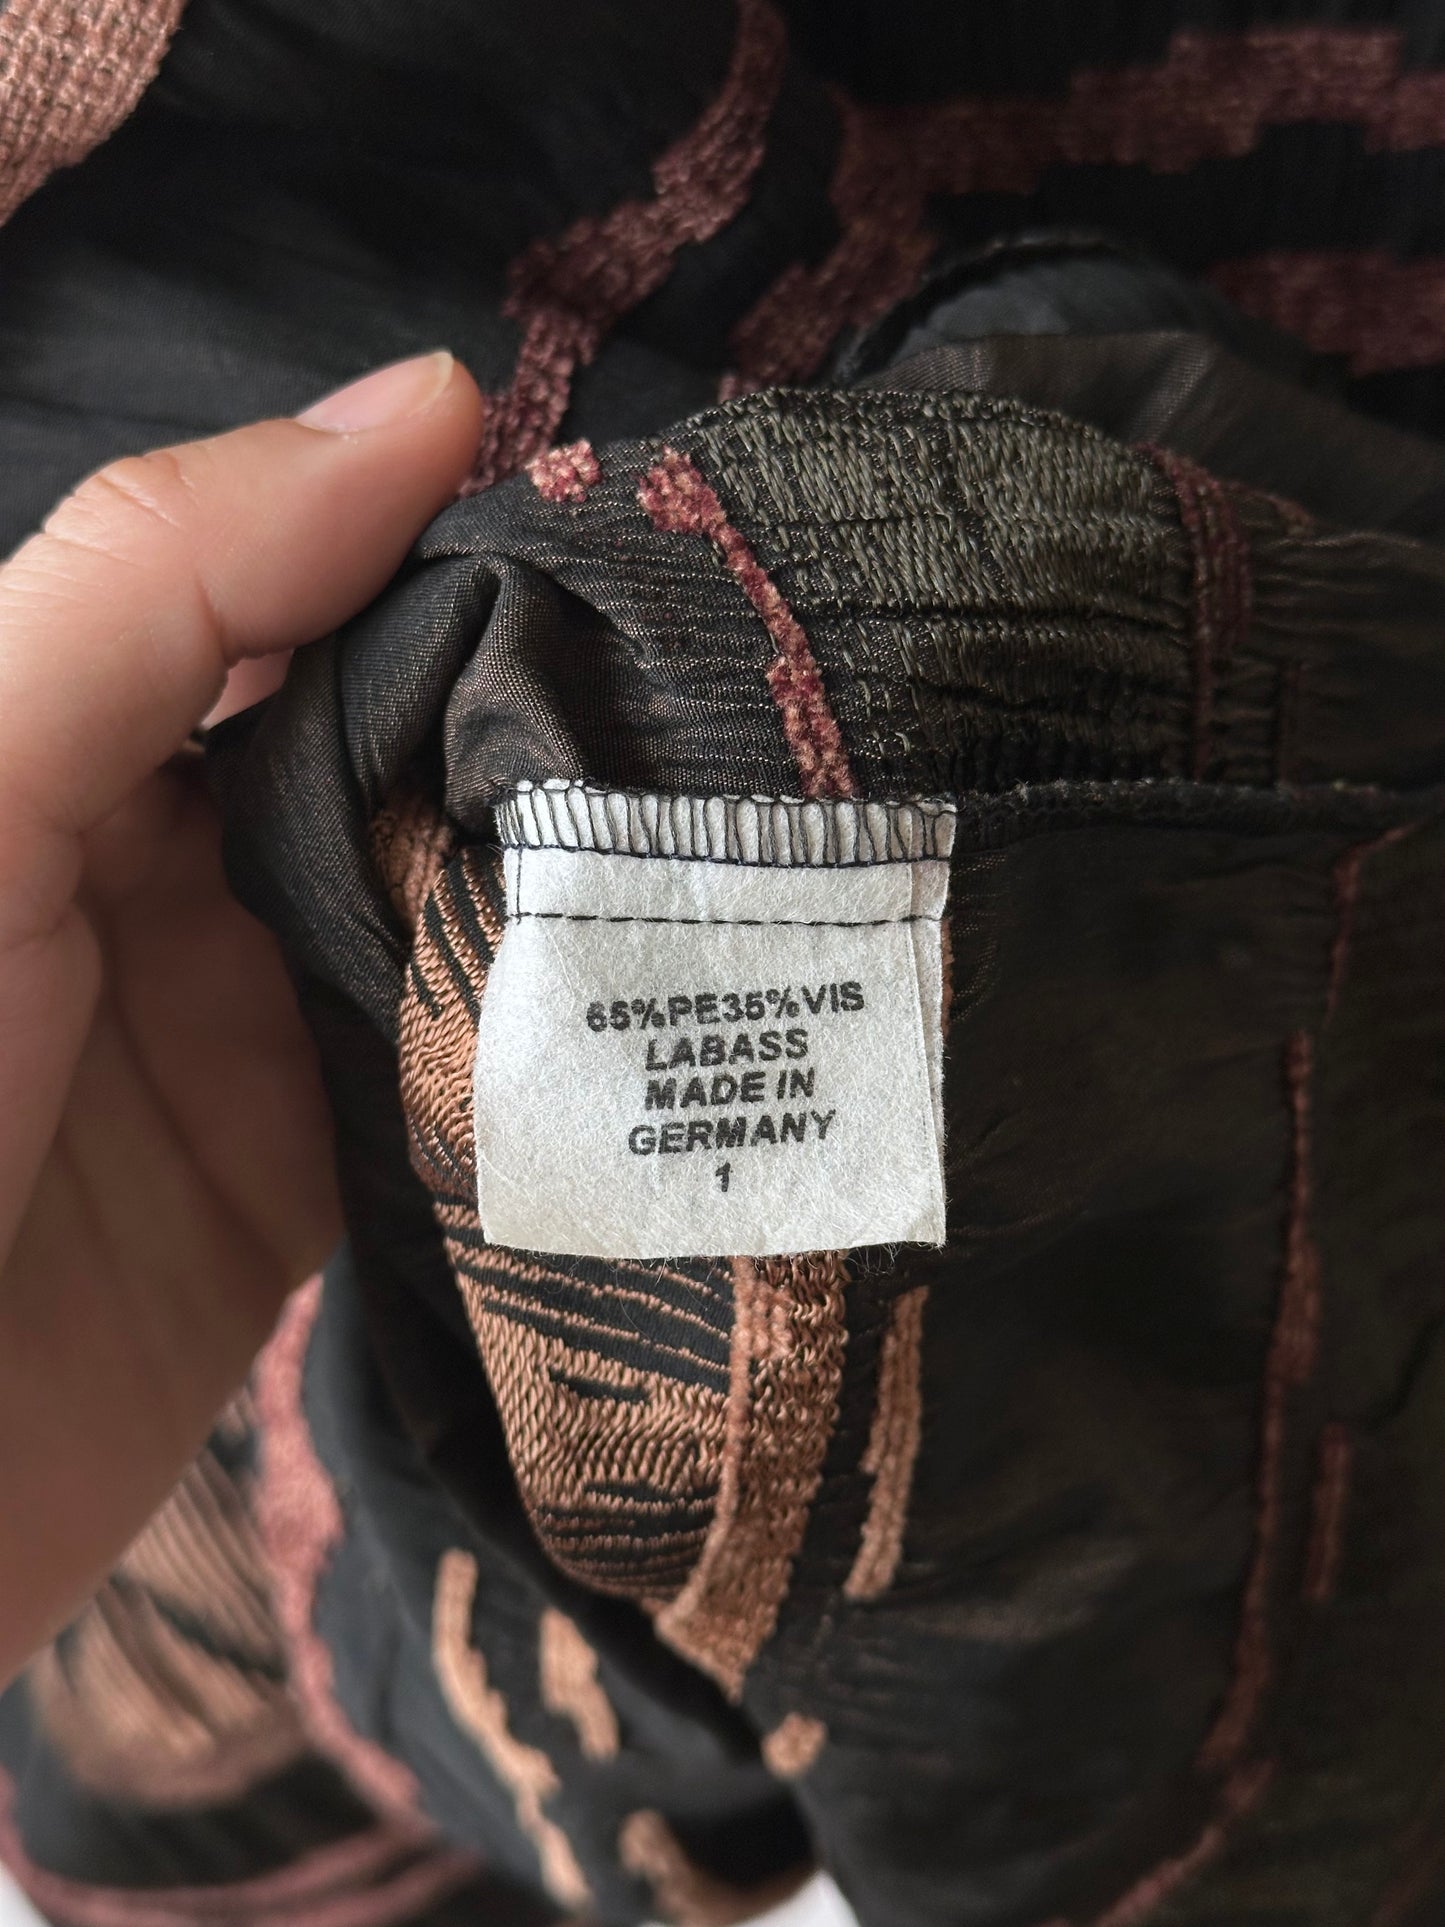 65%PE35%VIS
LABASS
MADE IN
GERMANY
1